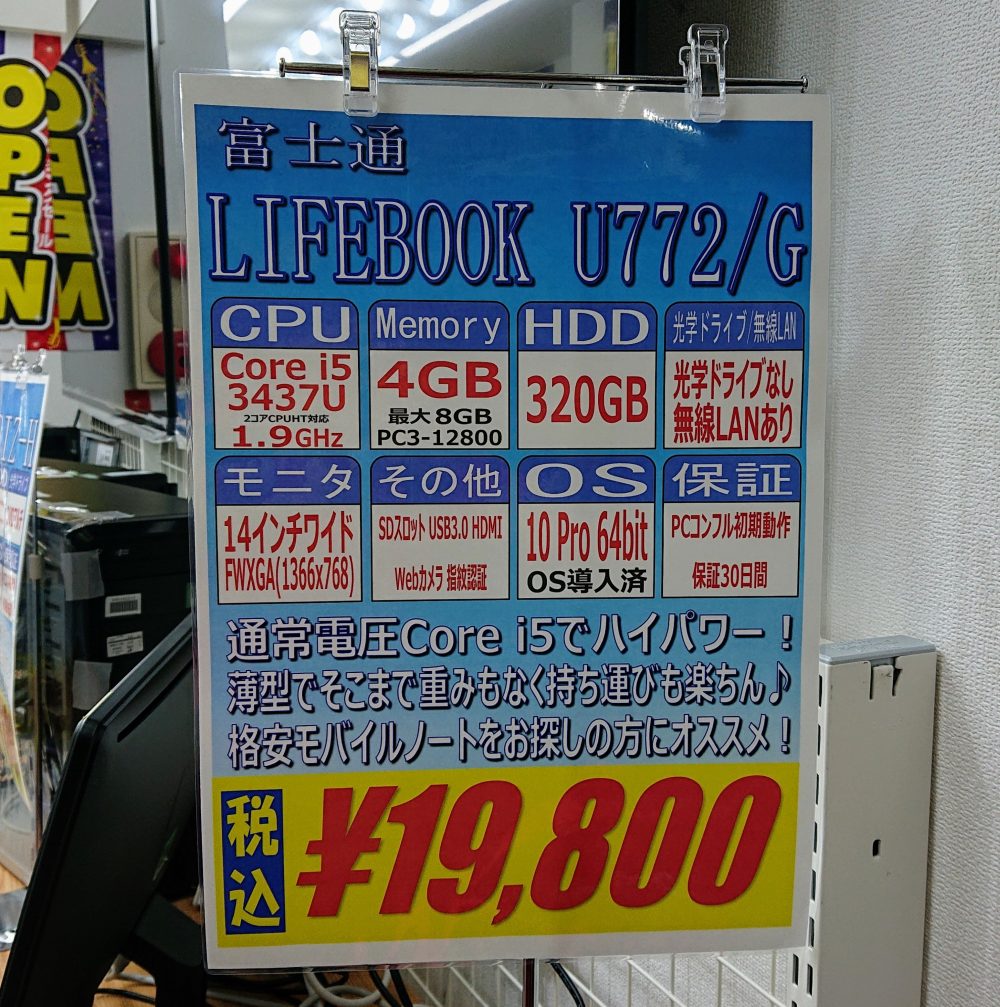 富士通
LIFEBOOK U772/G
CPU
Core i5
3437U
2コアCPUHT対応
1.9GHz
Memory
4GB
最大8GB
PC3-12800
HDD
320GB
光学ドライブ/無線LAN
光学ドライブなし
無線LANあり
モニタ
14インチワイド
FWXGA(1366x768)
その他
SDスロット USB3.0 HDMI
Webカメラ 指紋認証
OS
10 Pro 64bit
OS導入済
保証
PCコンフル初期動作
保証30日間
通常電圧Core i5でハイパワー！
薄型でそこまで重みもなく持ち運びも楽ちん♪
格安モバイルノートをお探しの方にオススメ！
税込
¥19,800